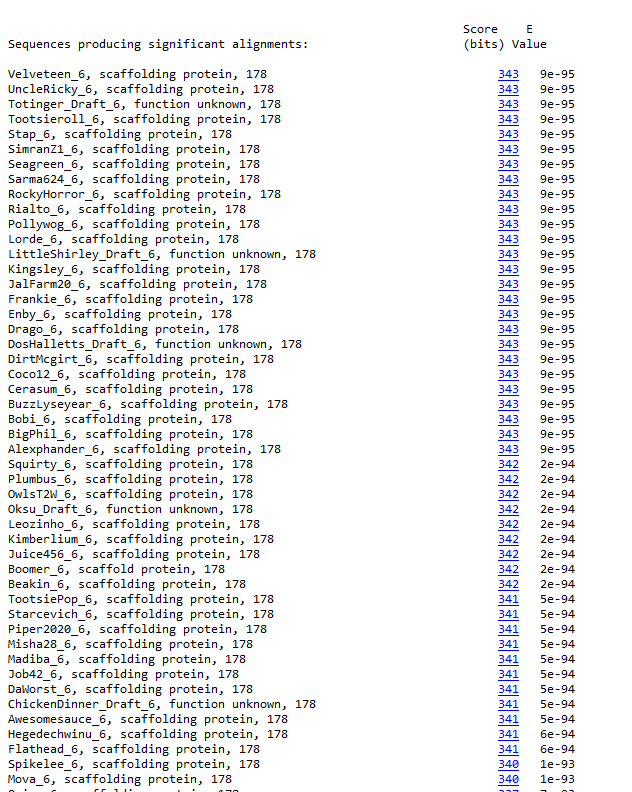 Score E
Sequences producing significant alignments: (bits) Value
Velveteen_6, scaffolding protein, 178 343 9e-95
UncleRicky_6, scaffolding protein, 178 343 9e-95
Totinger_Draft_6, function unknown, 178 343 9e-95
Tootsieroll_6, scaffolding protein, 178 343 9e-95
Stap_6, scaffolding protein, 178 343 9e-95
SimranZ1_6, scaffolding protein, 178 343 9e-95
Seagreen_6, scaffolding protein, 178 343 9e-95
Sarma624_6, scaffolding protein, 178 343 9e-95
RockyHorror_6, scaffolding protein, 178 343 9e-95
Rialto_6, scaffolding protein, 178 343 9e-95
Pollywog_6, scaffolding protein, 178 343 9e-95
Lorde_6, scaffolding protein, 178 343 9e-95
LittleShirley_Draft_6, function unknown, 178 343 9e-95
Kingsley_6, scaffolding protein, 178 343 9e-95
JalFarm20_6, scaffolding protein, 178 343 9e-95
Frankie_6, scaffolding protein, 178 343 9e-95
Enby_6, scaffolding protein, 178 343 9e-95
Drago_6, scaffolding protein, 178 343 9e-95
DosHalletts_Draft_6, function unknown, 178 343 9e-95
DirtMcgirt_6, scaffolding protein, 178 343 9e-95
Coco12_6, scaffolding protein, 178 343 9e-95
Cerasum_6, scaffolding protein, 178 343 9e-95
BuzzLyseyear_6, scaffolding protein, 178 343 9e-95
Bobi_6, scaffolding protein, 178 343 9e-95
BigPhil_6, scaffolding protein, 178 343 9e-95
Alexphander_6, scaffolding protein, 178 343 9e-95
Squirty_6, scaffolding protein, 178 342 2e-94
Plumbus_6, scaffolding protein, 178 342 2e-94
OwlsT2W_6, scaffolding protein, 178 342 2e-94
Oksu_Draft_6, function unknown, 178 342 2e-94
Leozinho_6, scaffolding protein, 178 342 2e-94
Kimberlium_6, scaffolding protein, 178 342 2e-94
Juice456_6, scaffolding protein, 178 342 2e-94
Boomer_6, scaffold protein, 178 342 2e-94
Beakin_6, scaffolding protein, 178 342 2e-94
TootsiePop_6, scaffolding protein, 178 341 5e-94
Starcevich_6, scaffolding protein, 178 341 5e-94
Piper2020_6, scaffolding protein, 178 341 5e-94
Misha28_6, scaffolding protein, 178 341 5e-94
Madiba_6, scaffolding protein, 178 341 5e-94
Job42_6, scaffolding protein, 178 341 5e-94
DaWorst_6, scaffolding protein, 178 341 5e-94
ChickenDinner_Draft_6, function unknown, 178 341 5e-94
Awesomesauce_6, scaffolding protein, 178 341 5e-94
Hegedechwinu_6, scaffolding protein, 178 341 6e-94
Flathead_6, scaffolding protein, 178 341 6e-94
Spikelee_6, scaffolding protein, 178 340 1e-93
Mova_6, scaffolding protein, 178 340 1e-93